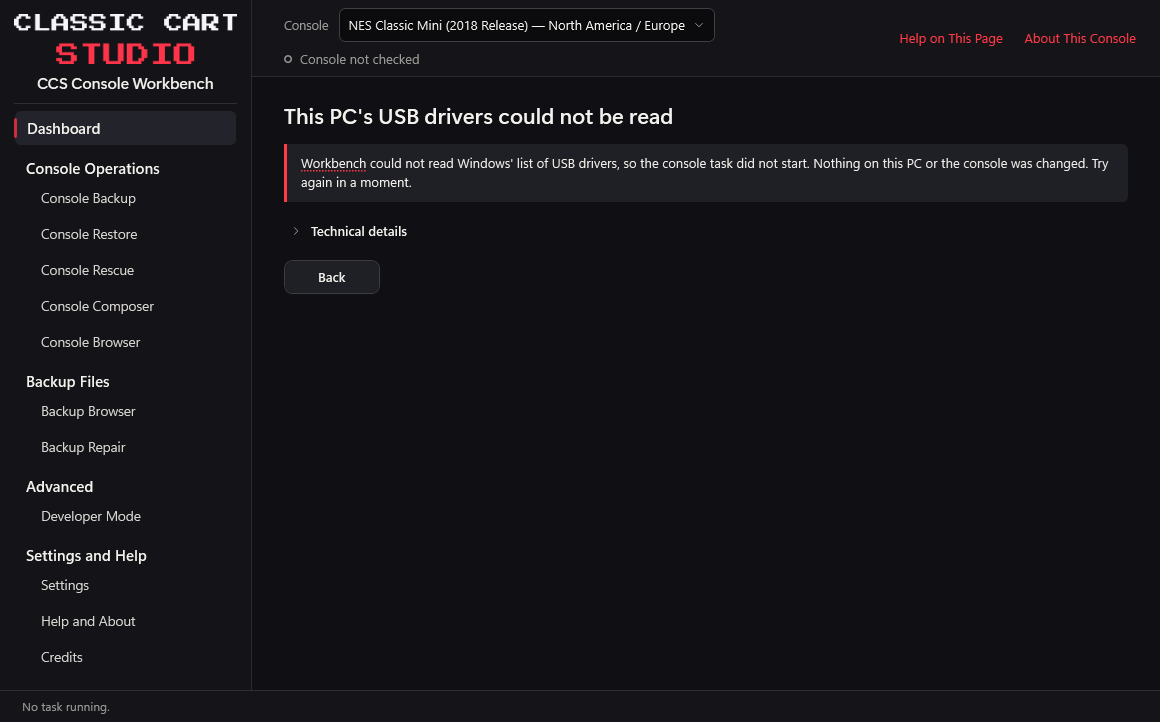 CLASSIC CART
STUDIO
CCS Console Workbench
Dashboard
Console Operations
Console Backup
Console Restore
Console Rescue
Console Composer
Console Browser
Backup Files
Backup Browser
Backup Repair
Advanced
Developer Mode
Settings and Help
Settings
Help and About
Credits
Console
NES Classic Mini (2018 Release) — North America / Europe
Console not checked
Help on This Page
About This Console
This PC's USB drivers could not be read
Workbench could not read Windows' list of USB drivers, so the console task did not start. Nothing on this PC or the console was changed. Try
again in a moment.
Technical details
Back
No task running.